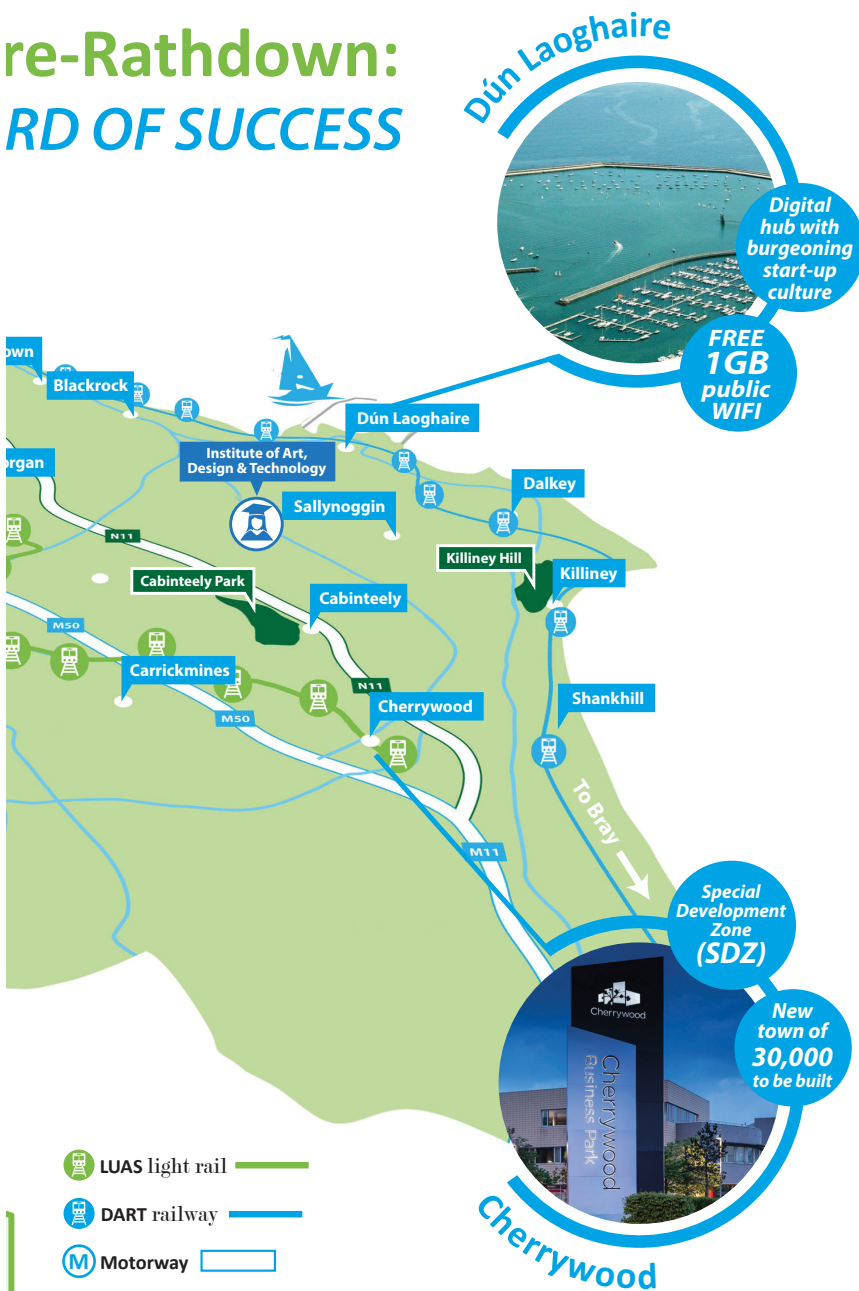 re-Rathdown:
RD OF SUCCESS
Dún Laoghaire
Digital
hub with
burgeoning
start-up
culture
FREE
1GB
public
WIFI
own
Blackrock
Dún Laoghaire
organ
Institute of Art,
Design & Technology
Sallynoggin
Dalkey
N11
Killiney Hill
Cabinteely Park
Killiney
Cabinteely
M50
Carrickmines
N11
Cherrywood
Shankhill
M50
To Bray
M11
Special
Development
Zone
(SDZ)
New
town of
30,000
to be built
Cherrywood
Cherrywood
Business Park
Cherrywood
LUAS light rail
DART railway
M Motorway